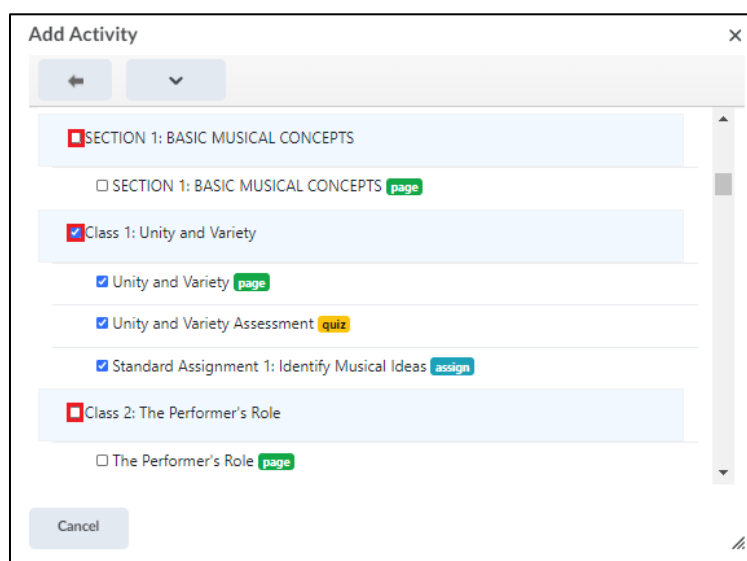 Add Activity
SECTION 1: BASIC MUSICAL CONCEPTS
SECTION 1: BASIC MUSICAL CONCEPTS page
Class 1: Unity and Variety
Unity and Variety page
Unity and Variety Assessment quiz
Standard Assignment 1: Identify Musical Ideas assign
Class 2: The Performer's Role
The Performer's Role page
Cancel